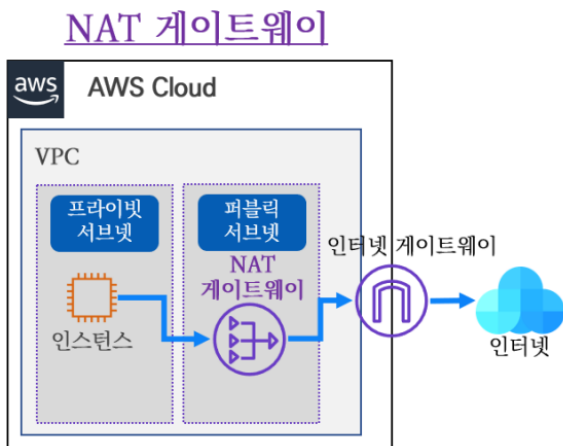 NAT 게이트웨이
aws
AWS Cloud
VPC
프라이빗
서브넷
퍼블릭
서브넷
인터넷 게이트웨이
NAT
게이트웨이
인스턴스
인터넷